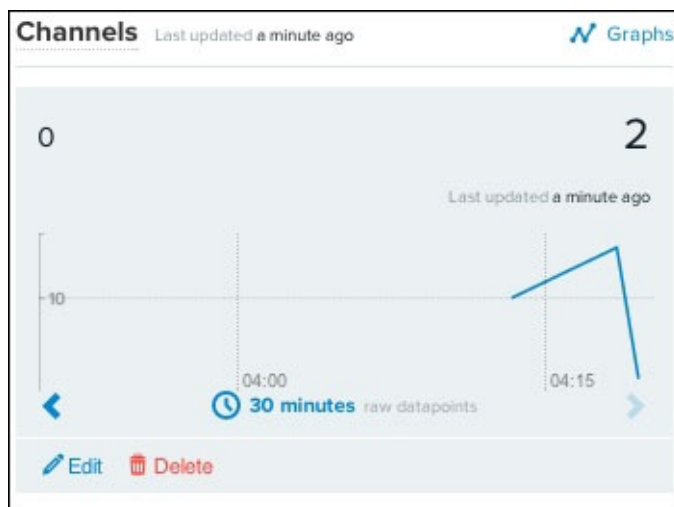 Channels Last updated a minute ago Graphs
0 2
Last updated a minute ago
10
04:00 04:15
30 minutes raw datapoints
Edit Delete